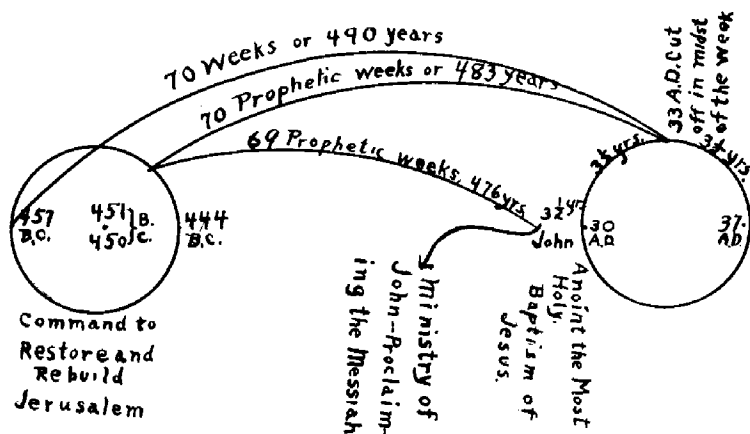 70 Weeks or 490 years
70 Prophetic weeks or 483 years
69 Prophetic weeks, 476 yrs.
33 A.D. Cut
off in midst
of the week
3½ yrs.
3½ yrs.
457
B.C.
451
450
B.
C.
444
B.C.
3½ yr
John
30
A.D.
37
A.D.
Command to
Restore and
Rebuild
Jerusalem
Ministry of
John-Proclaim-
ing the Messiah
Anoint the Most
Holy.
Baptism of
Jesus.